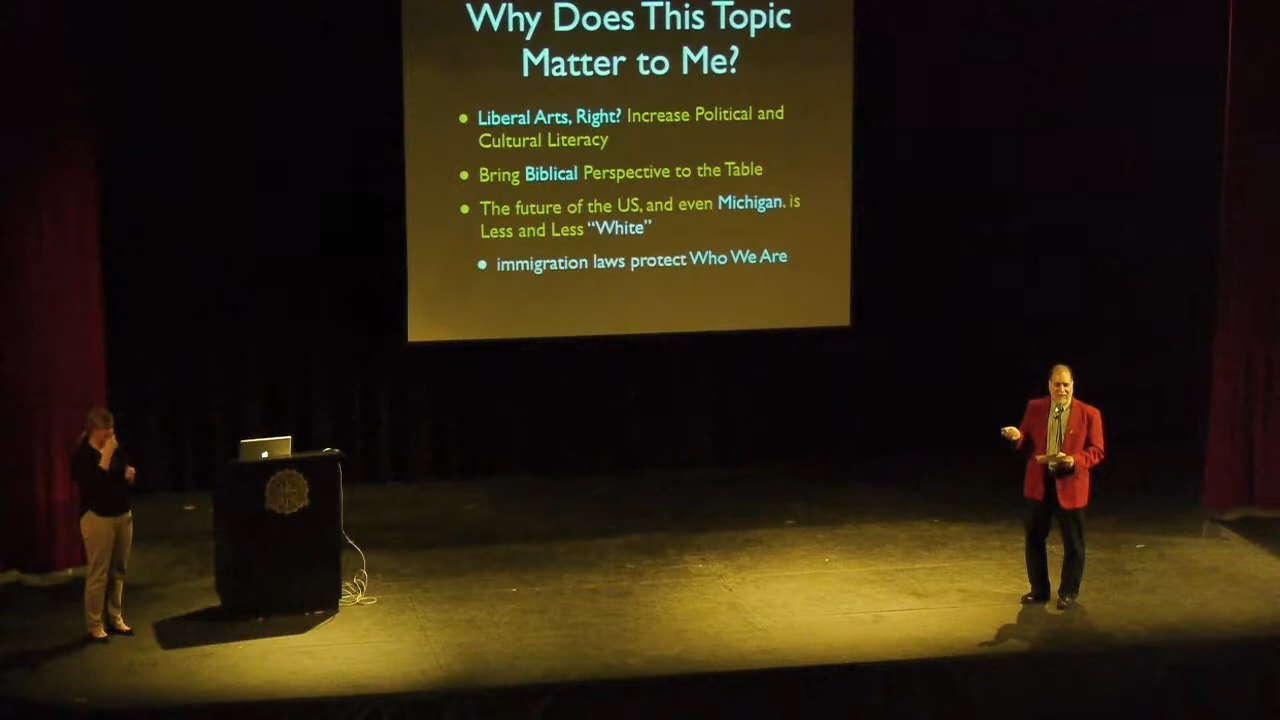 Why Does This Topic
Matter to Me?
• Liberal Arts, Right? Increase Political and
Cultural Literacy
• Bring Biblical Perspective to the Table
• The future of the US, and even Michigan. is
Less and Less “White”
• immigration laws protect Who We Are